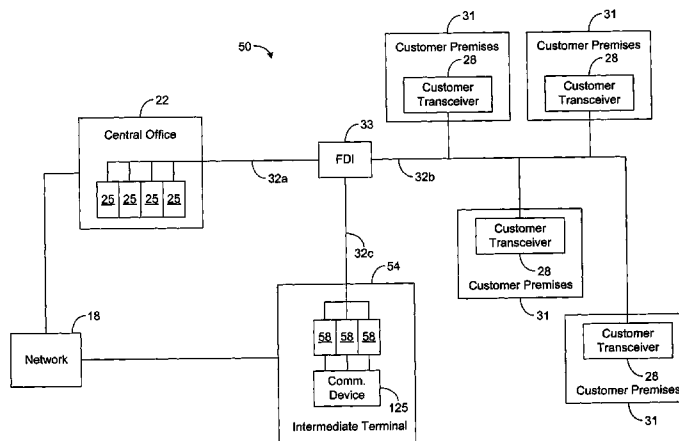 50
31
Customer Premises
28
Customer
Transceiver
31
Customer Premises
28
Customer
Transceiver
22
Central Office
25 25 25 25
32a
33
FDI
32b
32c
Customer
Transceiver
28
Customer Premises
31
54
58 58 58
Comm.
Device
125
Intermediate Terminal
18
Network
Customer
Transceiver
28
Customer Premises
31